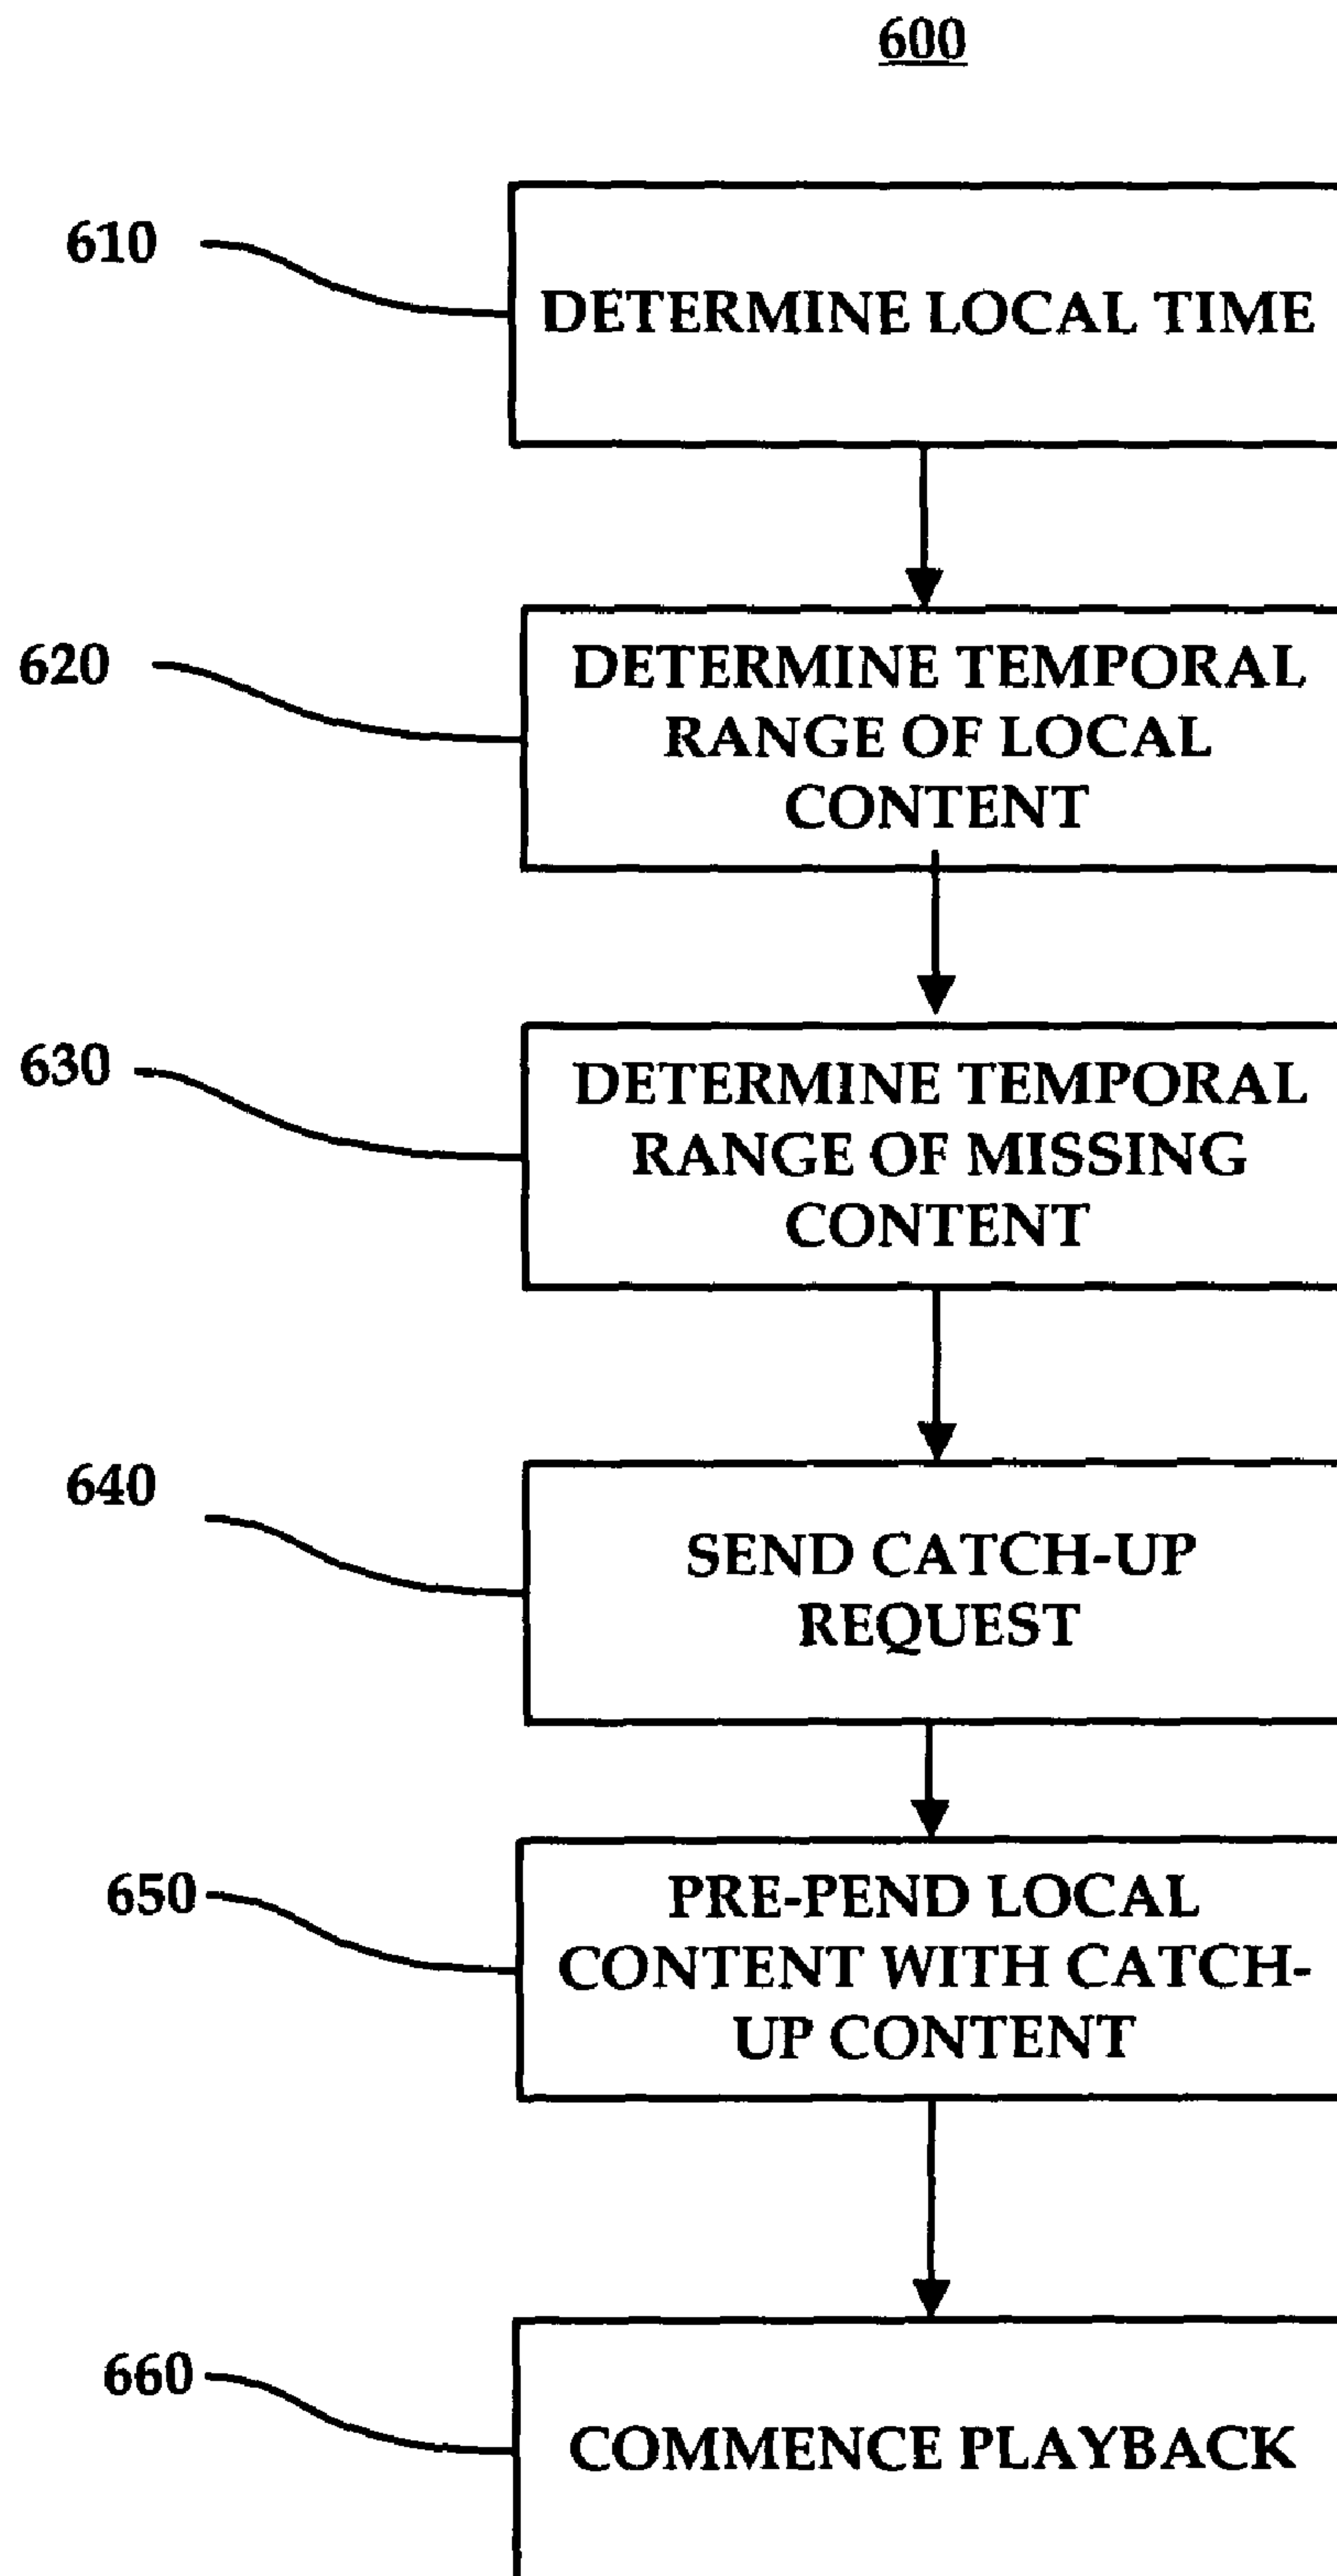 600
610
DETERMINE LOCAL TIME
620
DETERMINE TEMPORAL
RANGE OF LOCAL
CONTENT
630
DETERMINE TEMPORAL
RANGE OF MISSING
CONTENT
640
SEND CATCH-UP
REQUEST
650
PRE-PEND LOCAL
CONTENT WITH CATCH-
UP CONTENT
660
COMMENCE PLAYBACK